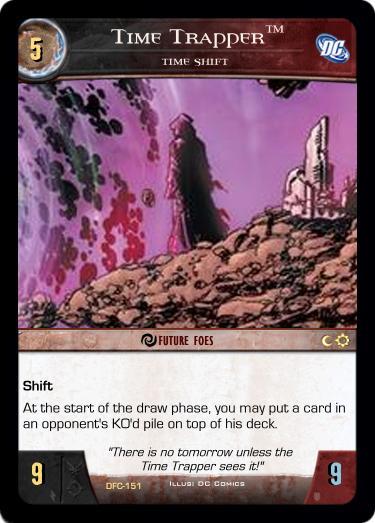 5
TIME TRAPPER™
TIME SHIFT
DC
FUTURE FOES
Shift
At the start of the draw phase, you may put a card in
an opponent's KO'd pile on top of his deck.
"There is no tomorrow unless the
Time Trapper sees it!"
9
DFC-151
ILLUS: DC COMICS
9